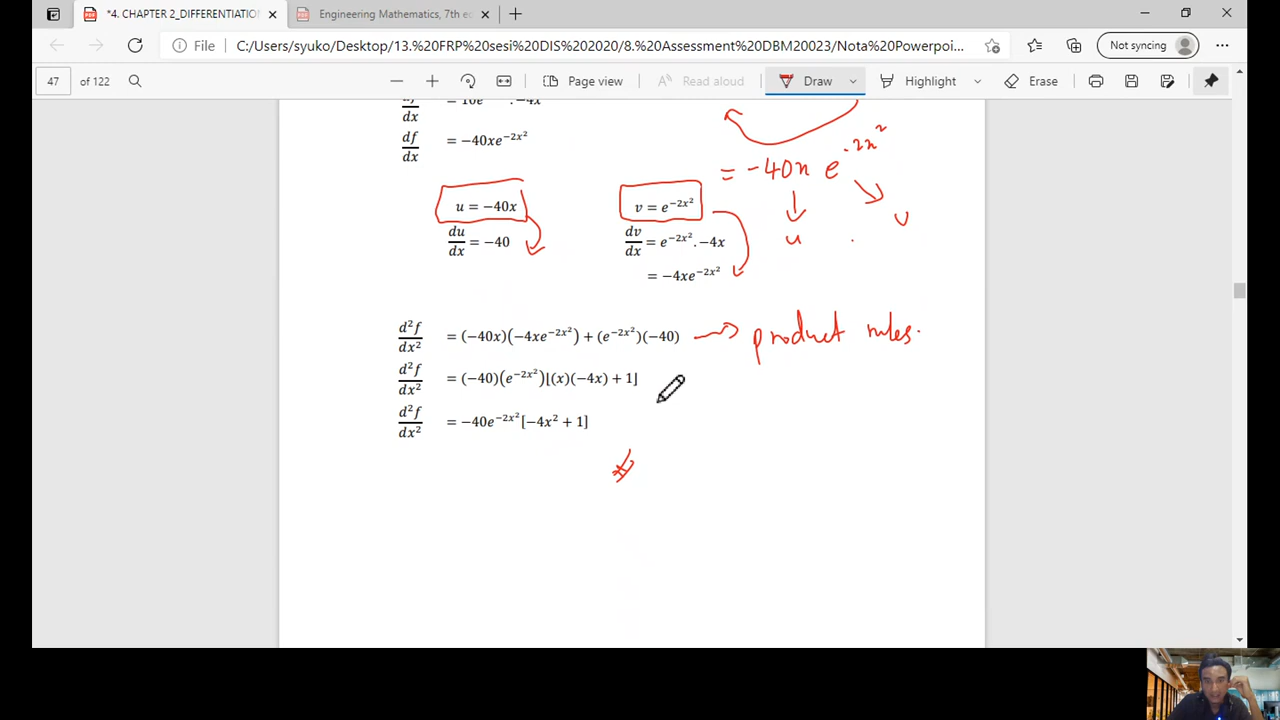 *4. CHAPTER 2_DIFFERENTIATIO
Engineering Mathematics, 7th e
File
C:/Users/syuko/Desktop/13.%20FRP%20sesi%20DIS%202020/8.%20Assessment%20DBM20023/Nota%20Powerpoi...
Not syncing
47 of 122
Page view
Read aloud
Draw
Highlight
Erase
dx
df/dx = −40xe^{−2x²}
= -40x e^{-2x²}
u v
u = −40x
v = e^{−2x²}
du/dx = −40
dv/dx = e^{−2x²}.−4x
= −4xe^{−2x²}
d²f/dx² = (−40x)(−4xe^{−2x²}) + (e^{−2x²})(−40)
product rules.
d²f/dx² = (−40)(e^{−2x²})[(x)(−4x) + 1]
d²f/dx² = −40e^{−2x²}[−4x² + 1]